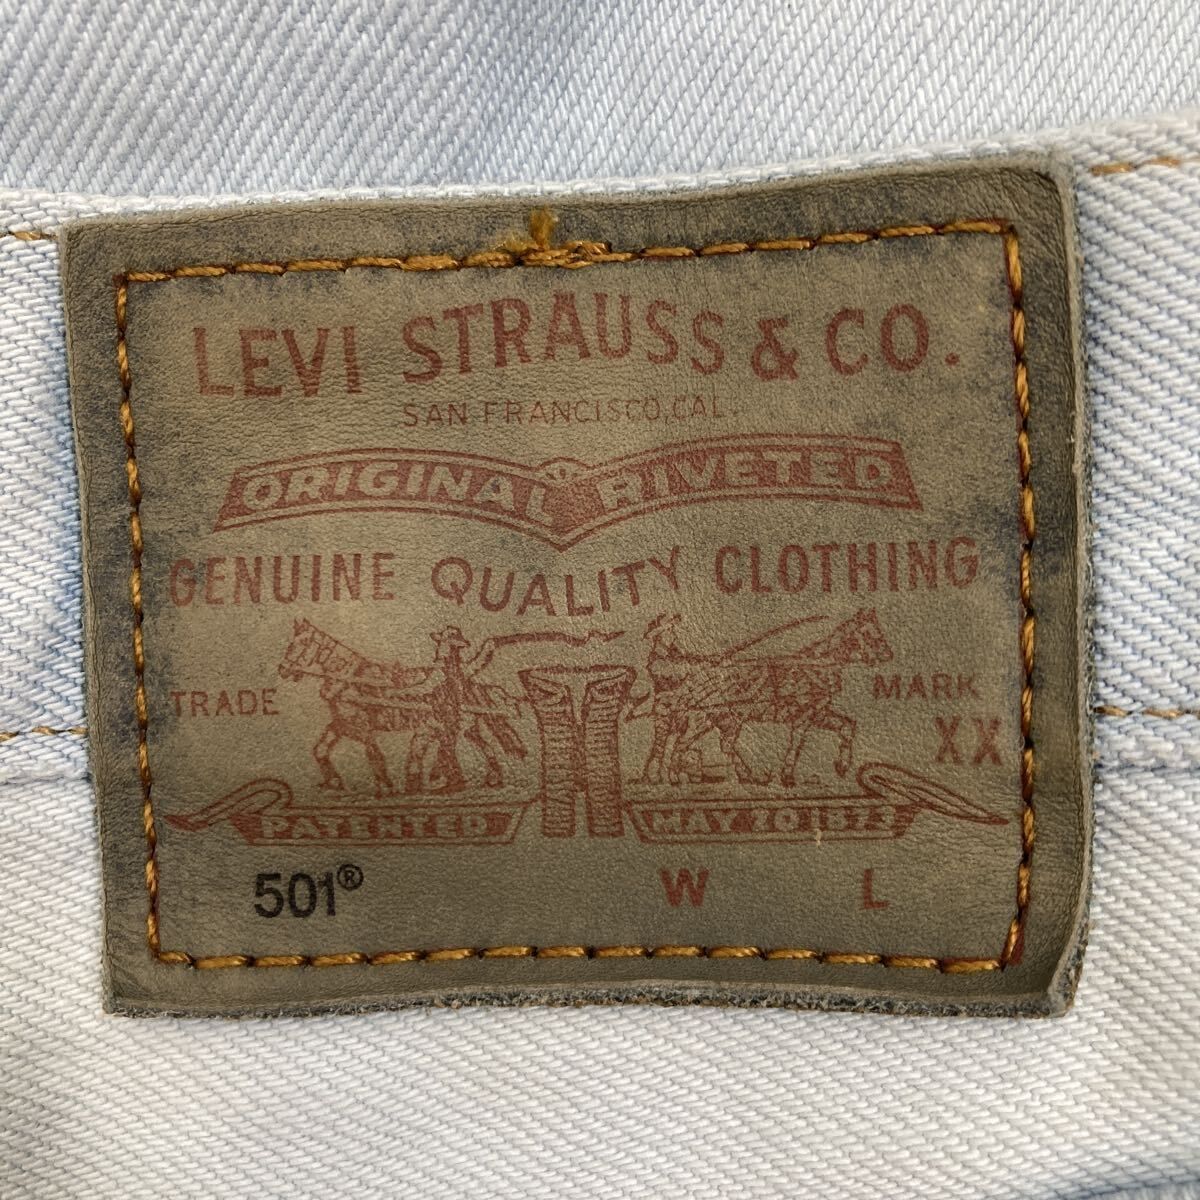 LEVI STRAUSS & CO.
SAN FRANCISCO, CAL.
ORIGINAL RIVETED
GENUINE QUALITY CLOTHING
TRADE MARK
XX
PATENTED MAY 20 1873
501® W L